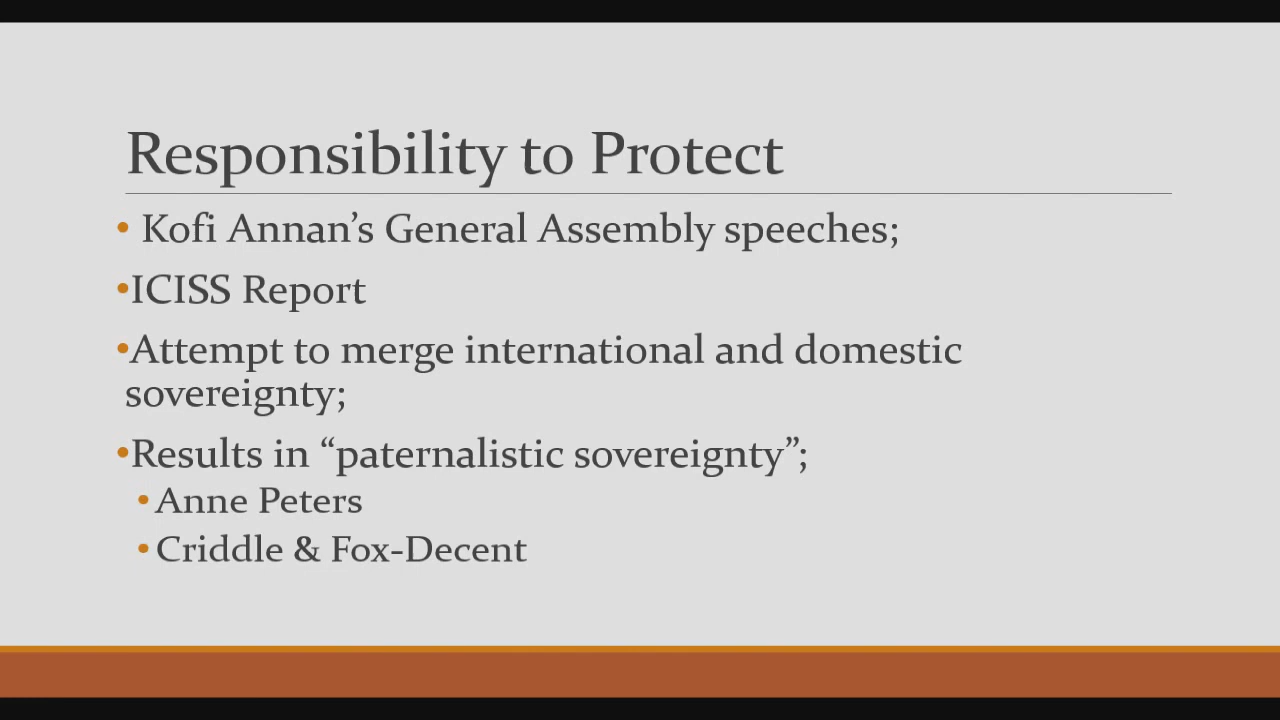 Responsibility to Protect
• Kofi Annan’s General Assembly speeches;
•ICISS Report
•Attempt to merge international and domestic
sovereignty;
•Results in “paternalistic sovereignty”;
•Anne Peters
•Criddle & Fox-Decent